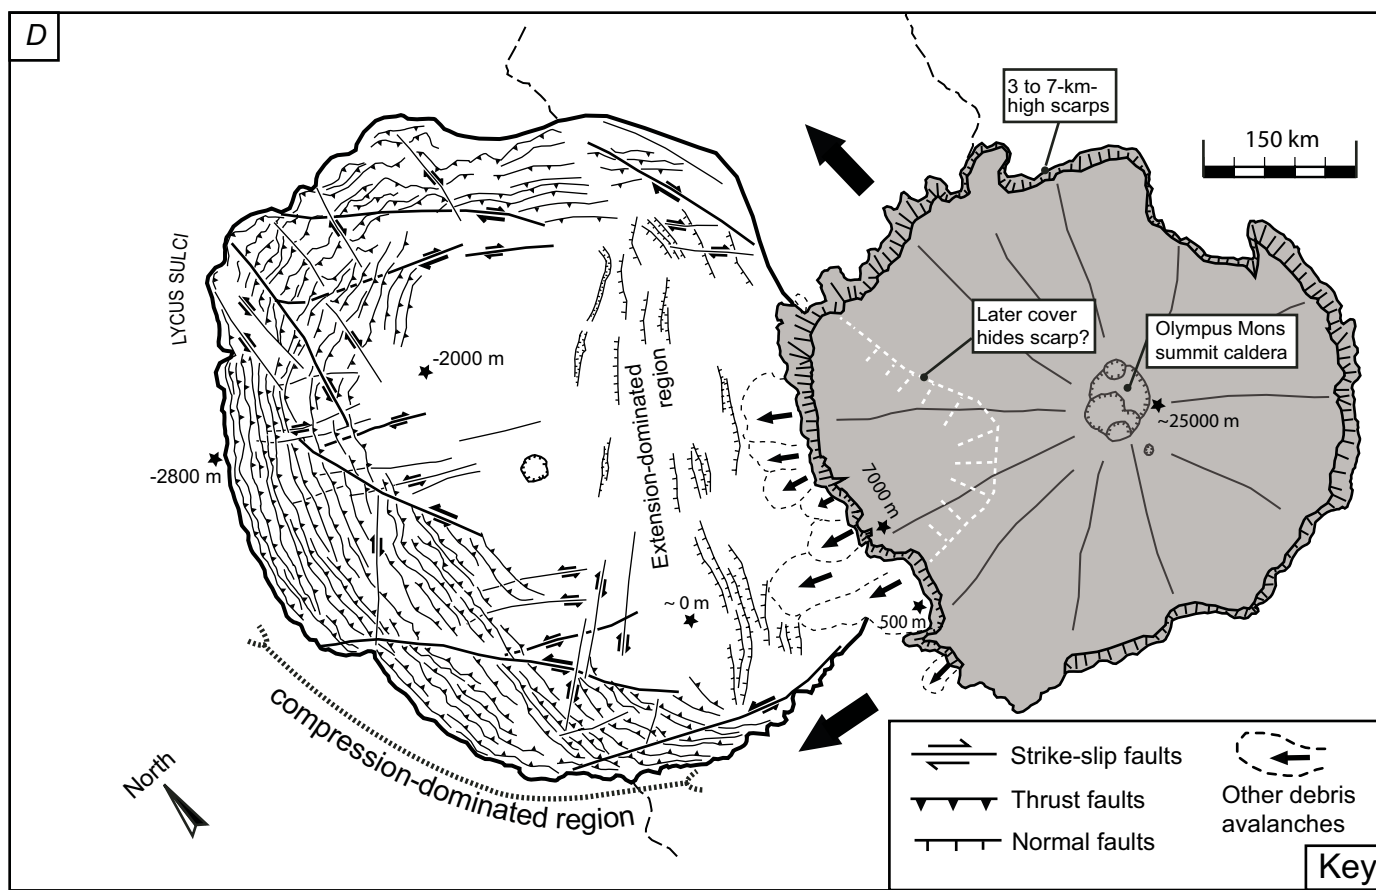 D
3 to 7-km-
high scarps
150 km
LYCUS SULCI
-2000 m
Later cover
hides scarp?
Olympus Mons
summit caldera
Extension-dominated
region
~25000 m
-2800 m
7000 m
~ 0 m
500 m
compression-dominated region
North
Strike-slip faults
Thrust faults
Normal faults
Other debris
avalanches
Key